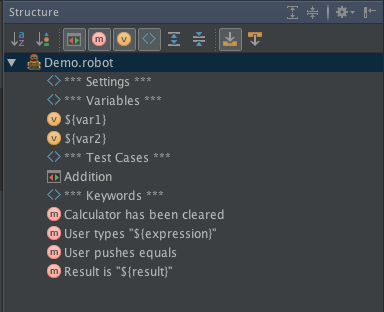 Structure
Demo.robot
*** Settings ***
*** Variables ***
${var1}
${var2}
*** Test Cases ***
Addition
*** Keywords ***
Calculator has been cleared
User types "${expression}"
User pushes equals
Result is "${result}"